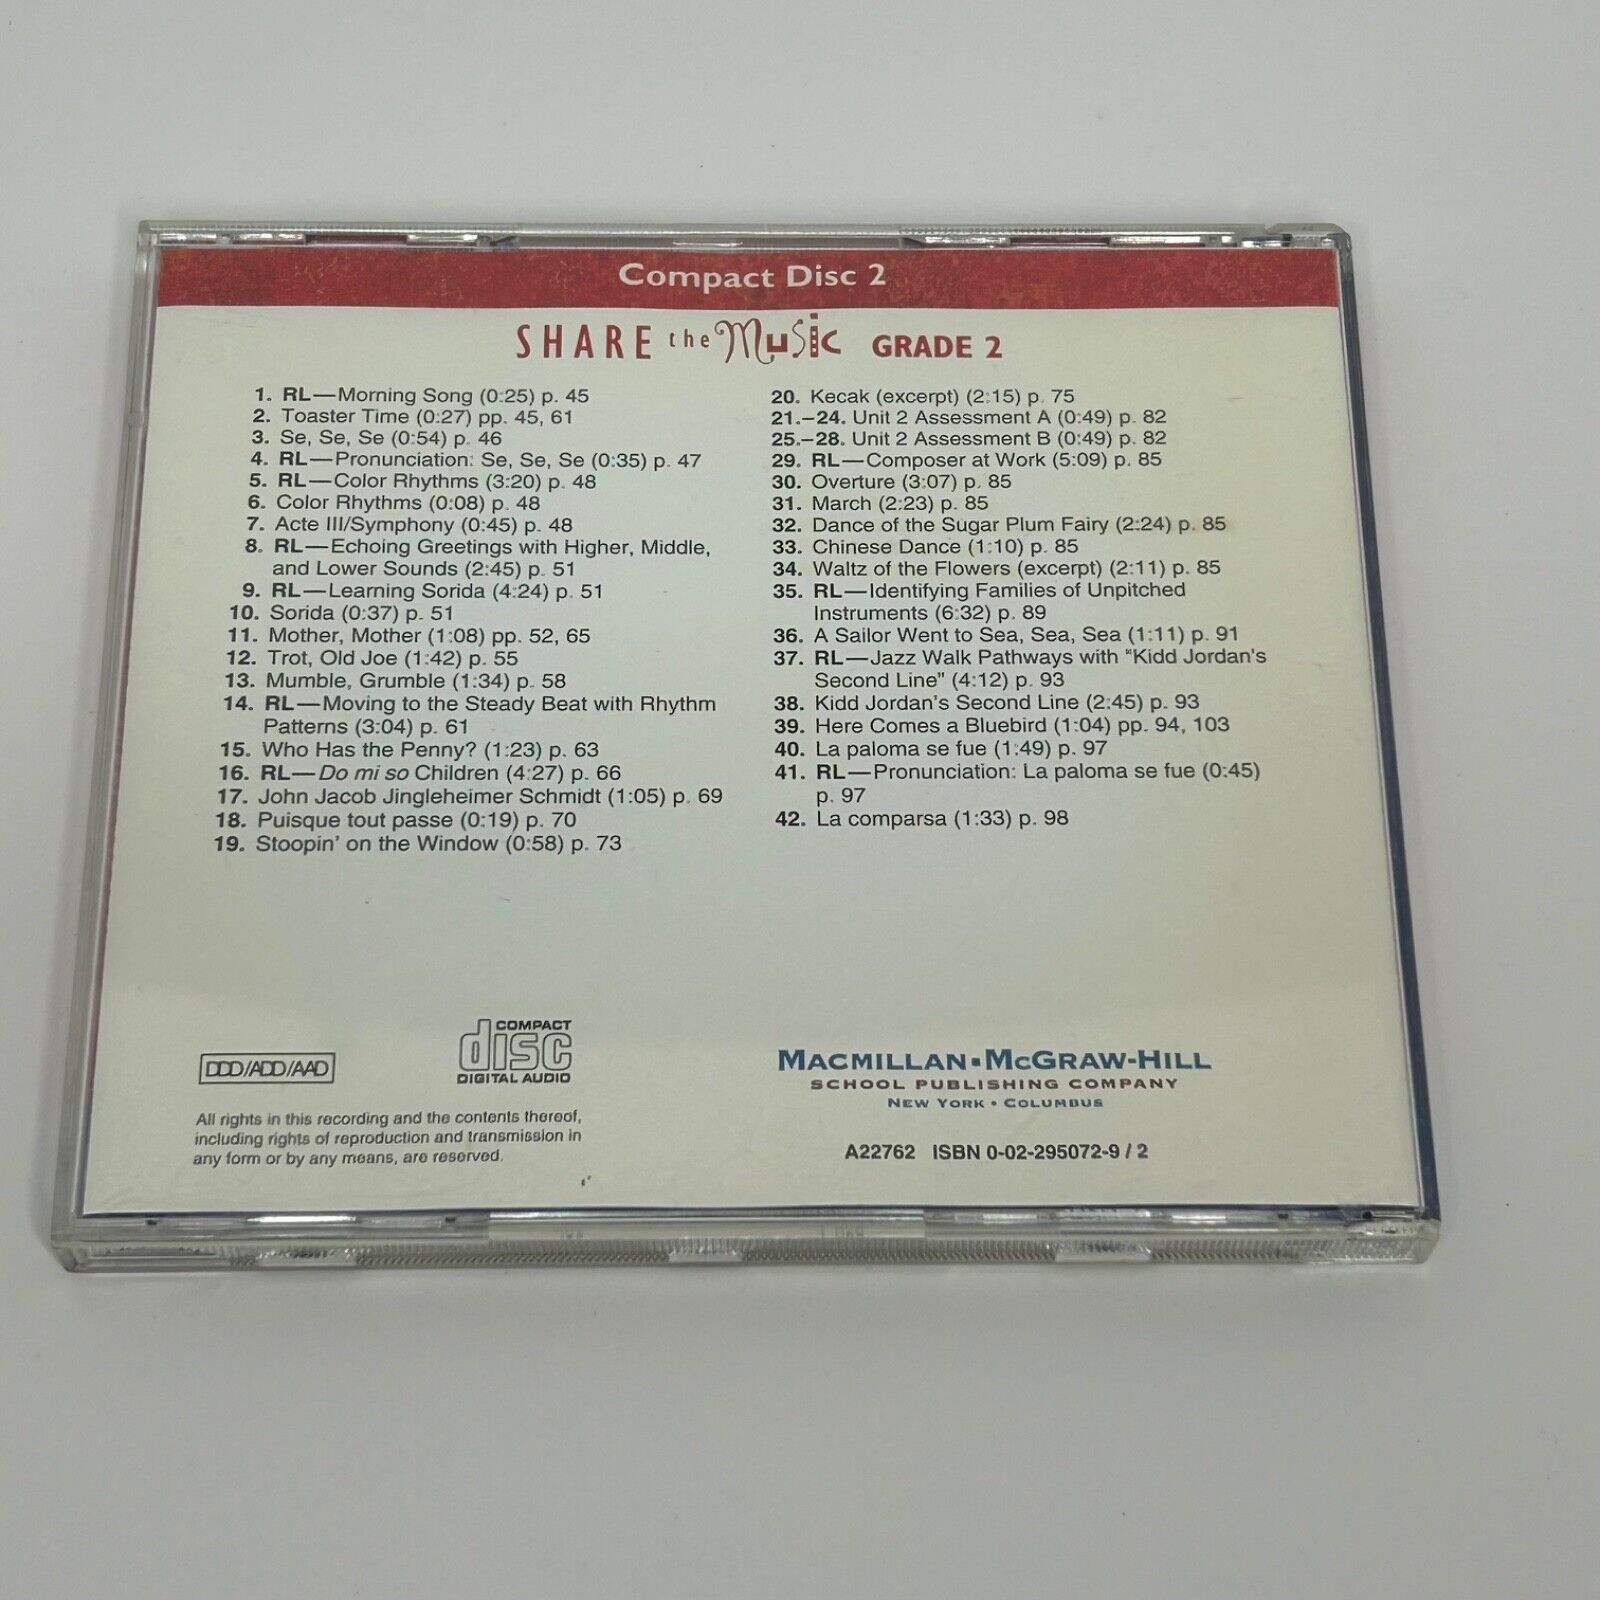 Compact Disc 2
SHARE the MUSIC GRADE 2
1. RL—Morning Song (0:25) p. 45
2. Toaster Time (0:27) pp. 45, 61
3. Se, Se, Se (0:54) p. 46
4. RL—Pronunciation: Se, Se, Se (0:35) p. 47
5. RL—Color Rhythms (3:20) p. 48
6. Color Rhythms (0:08) p. 48
7. Acte III/Symphony (0:45) p. 48
8. RL—Echoing Greetings with Higher, Middle,
and Lower Sounds (2:45) p. 51
9. RL—Learning Sorida (4:24) p. 51
10. Sorida (0:37) p. 51
11. Mother, Mother (1:08) pp. 52, 65
12. Trot, Old Joe (1:42) p. 55
13. Mumble, Grumble (1:34) p. 58
14. RL—Moving to the Steady Beat with Rhythm
Patterns (3:04) p. 61
15. Who Has the Penny? (1:23) p. 63
16. RL—Do mi so Children (4:27) p. 66
17. John Jacob Jingleheimer Schmidt (1:05) p. 69
18. Puisque tout passe (0:19) p. 70
19. Stoopin' on the Window (0:58) p. 73
20. Kecak (excerpt) (2:15) p. 75
21.–24. Unit 2 Assessment A (0:49) p. 82
25.–28. Unit 2 Assessment B (0:49) p. 82
29. RL—Composer at Work (5:09) p. 85
30. Overture (3:07) p. 85
31. March (2:23) p. 85
32. Dance of the Sugar Plum Fairy (2:24) p. 85
33. Chinese Dance (1:10) p. 85
34. Waltz of the Flowers (excerpt) (2:11) p. 85
35. RL—Identifying Families of Unpitched
Instruments (6:32) p. 89
36. A Sailor Went to Sea, Sea, Sea (1:11) p. 91
37. RL—Jazz Walk Pathways with "Kidd Jordan's
Second Line" (4:12) p. 93
38. Kidd Jordan's Second Line (2:45) p. 93
39. Here Comes a Bluebird (1:04) pp. 94, 103
40. La paloma se fue (1:49) p. 97
41. RL—Pronunciation: La paloma se fue (0:45)
p. 97
42. La comparsa (1:33) p. 98
DDD/ADD/AAD
COMPACT
disc
DIGITAL AUDIO
All rights in this recording and the contents thereof,
including rights of reproduction and transmission in
any form or by any means, are reserved.
MACMILLAN•MCGRAW-HILL
SCHOOL PUBLISHING COMPANY
NEW YORK • COLUMBUS
A22762 ISBN 0-02-295072-9 / 2